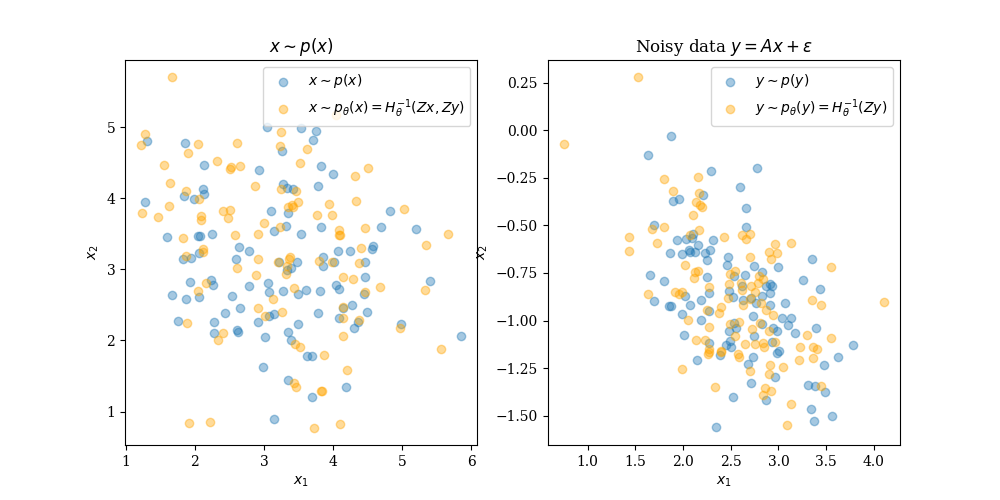 x ~ p(x)
x ~ p(x)
x ~ p_θ(x) = H_θ^{-1}(Zx, Zy)
5
4
3
2
1
x_2
1 2 3 4 5 6
x_1
Noisy data y = Ax + ε
y ~ p(y)
y ~ p_θ(y) = H_θ^{-1}(Zy)
0.25
0.00
−0.25
−0.50
−0.75
−1.00
−1.25
−1.50
x_2
1.0 1.5 2.0 2.5 3.0 3.5 4.0
x_1